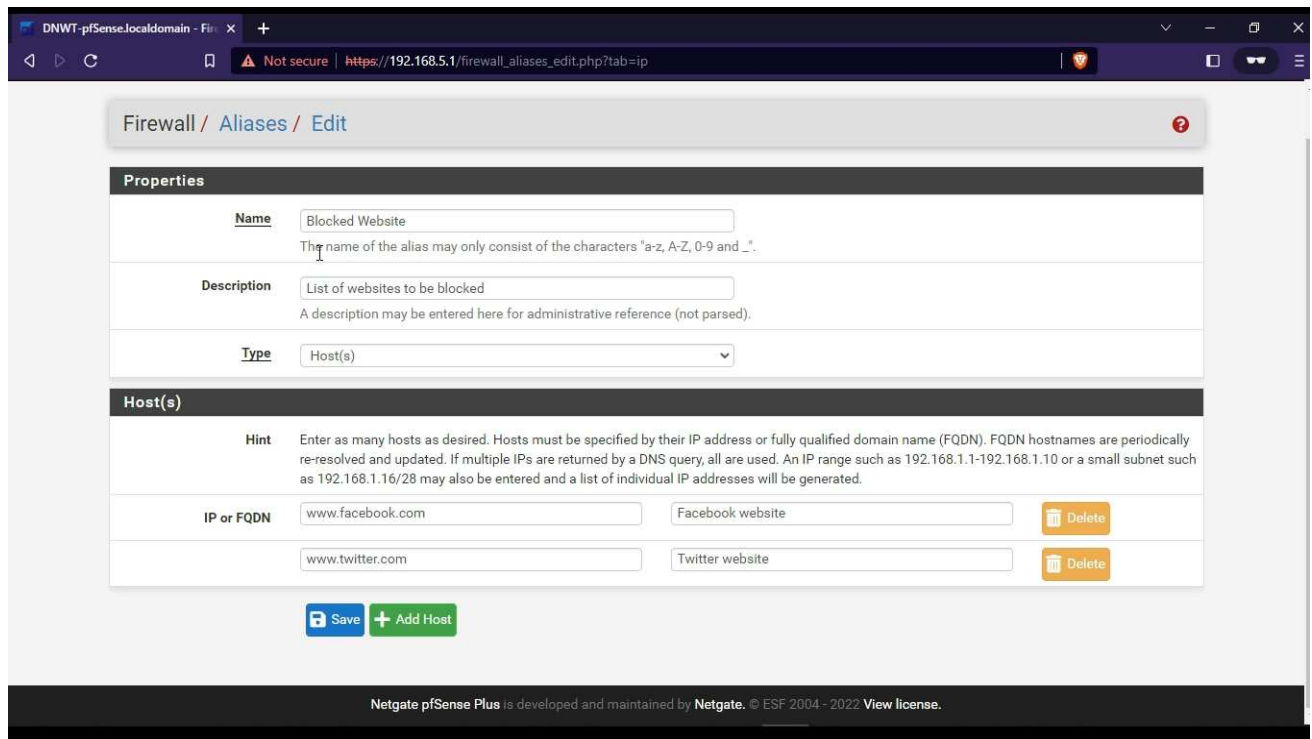 DNWT-pfSense.localdomain - Fir
Not secure | https://192.168.5.1/firewall_aliases_edit.php?tab=ip
Firewall / Aliases / Edit
Properties
Name
Blocked Website
The name of the alias may only consist of the characters "a-z, A-Z, 0-9 and _".
Description
List of websites to be blocked
A description may be entered here for administrative reference (not parsed).
Type
Host(s)
Host(s)
Hint
Enter as many hosts as desired. Hosts must be specified by their IP address or fully qualified domain name (FQDN). FQDN hostnames are periodically
re-resolved and updated. If multiple IPs are returned by a DNS query, all are used. An IP range such as 192.168.1.1-192.168.1.10 or a small subnet such
as 192.168.1.16/28 may also be entered and a list of individual IP addresses will be generated.
IP or FQDN
www.facebook.com
Facebook website
Delete
www.twitter.com
Twitter website
Delete
Save
Add Host
Netgate pfSense Plus is developed and maintained by Netgate. © ESF 2004 - 2022 View license.